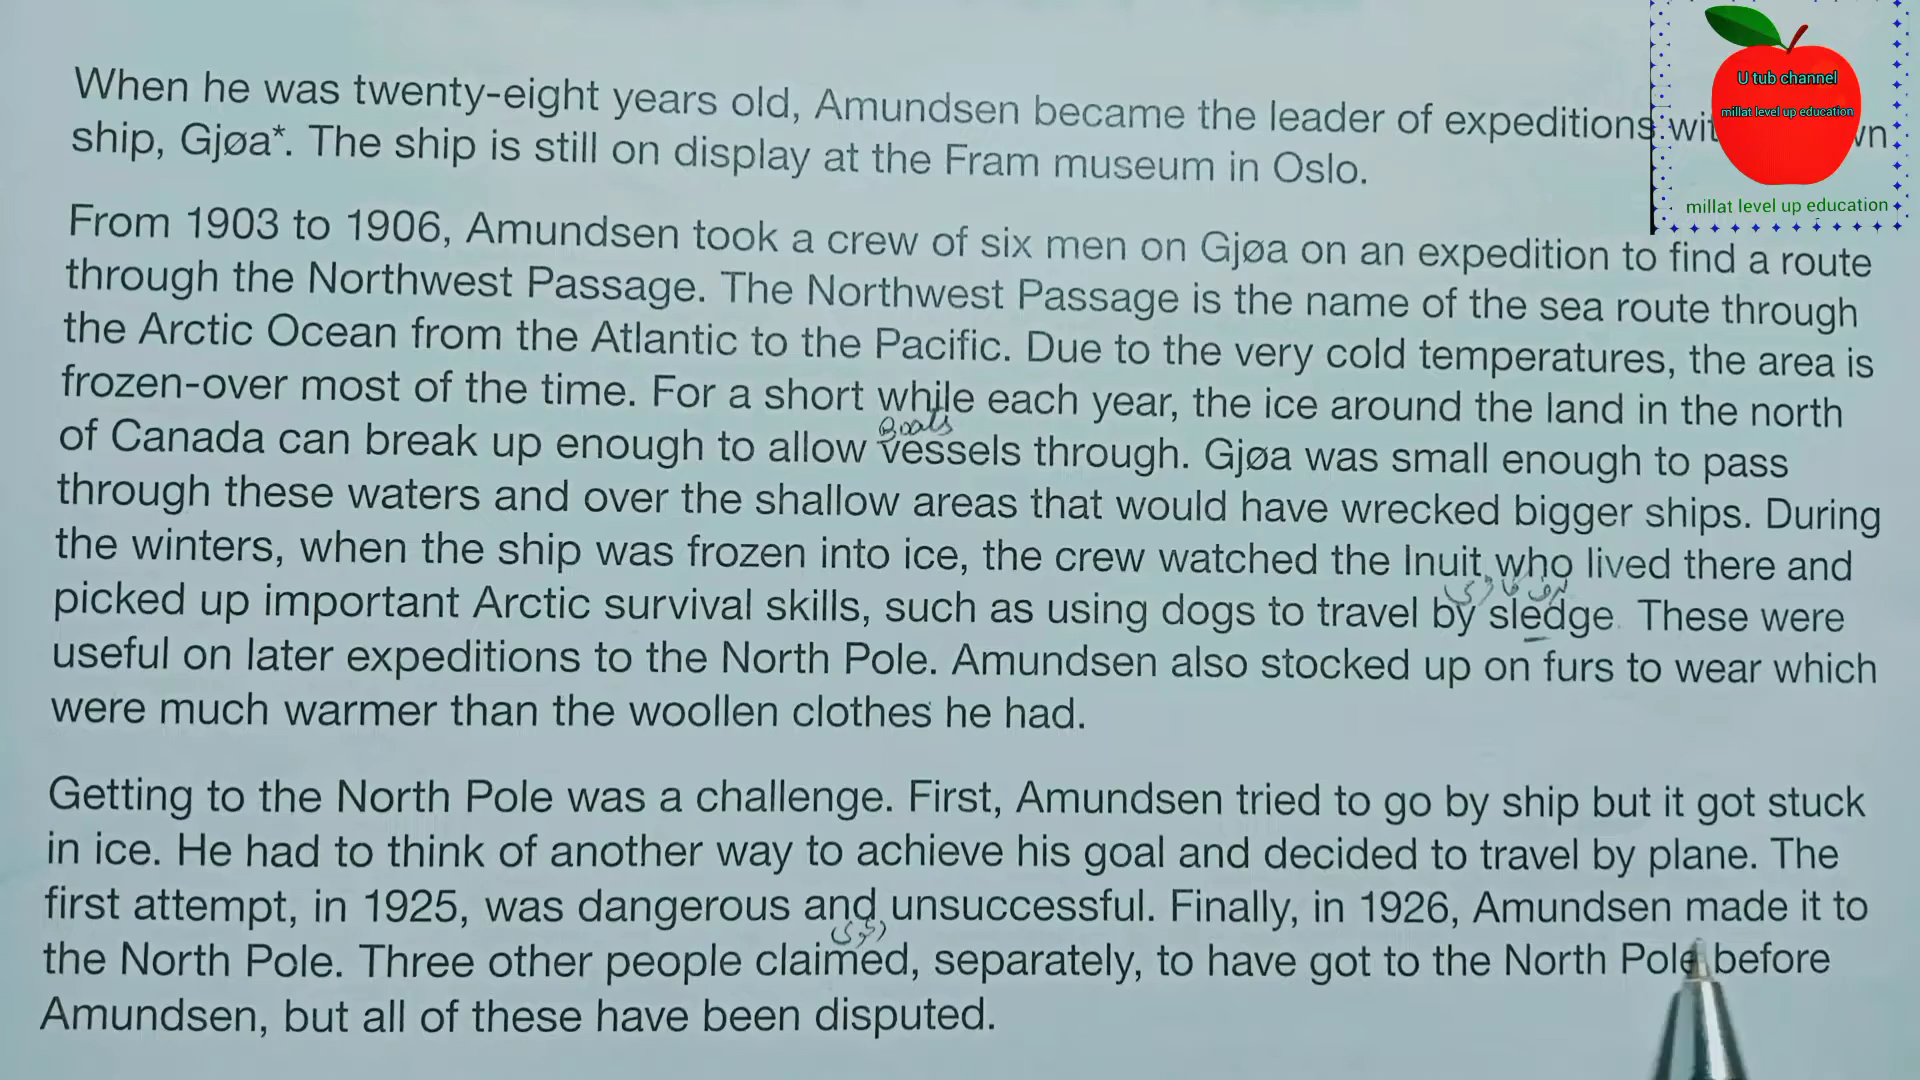 When he was twenty-eight years old, Amundsen became the leader of expeditions
ship, Gjøa*. The ship is still on display at the Fram museum in Oslo.
From 1903 to 1906, Amundsen took a crew of six men on Gjøa on an expedition to find a route
through the Northwest Passage. The Northwest Passage is the name of the sea route through
the Arctic Ocean from the Atlantic to the Pacific. Due to the very cold temperatures, the area is
frozen-over most of the time. For a short while each year, the ice around the land in the north
Boats
of Canada can break up enough to allow vessels through. Gjøa was small enough to pass
through these waters and over the shallow areas that would have wrecked bigger ships. During
the winters, when the ship was frozen into ice, the crew watched the Inuit who lived there and
برف گاڑی
picked up important Arctic survival skills, such as using dogs to travel by sledge. These were
useful on later expeditions to the North Pole. Amundsen also stocked up on furs to wear which
were much warmer than the woollen clothes he had.
Getting to the North Pole was a challenge. First, Amundsen tried to go by ship but it got stuck
in ice. He had to think of another way to achieve his goal and decided to travel by plane. The
first attempt, in 1925, was dangerous and unsuccessful. Finally, in 1926, Amundsen made it to
دعوی
the North Pole. Three other people claimed, separately, to have got to the North Pole before
Amundsen, but all of these have been disputed.
U tub channel
millat level up education
millat level up education